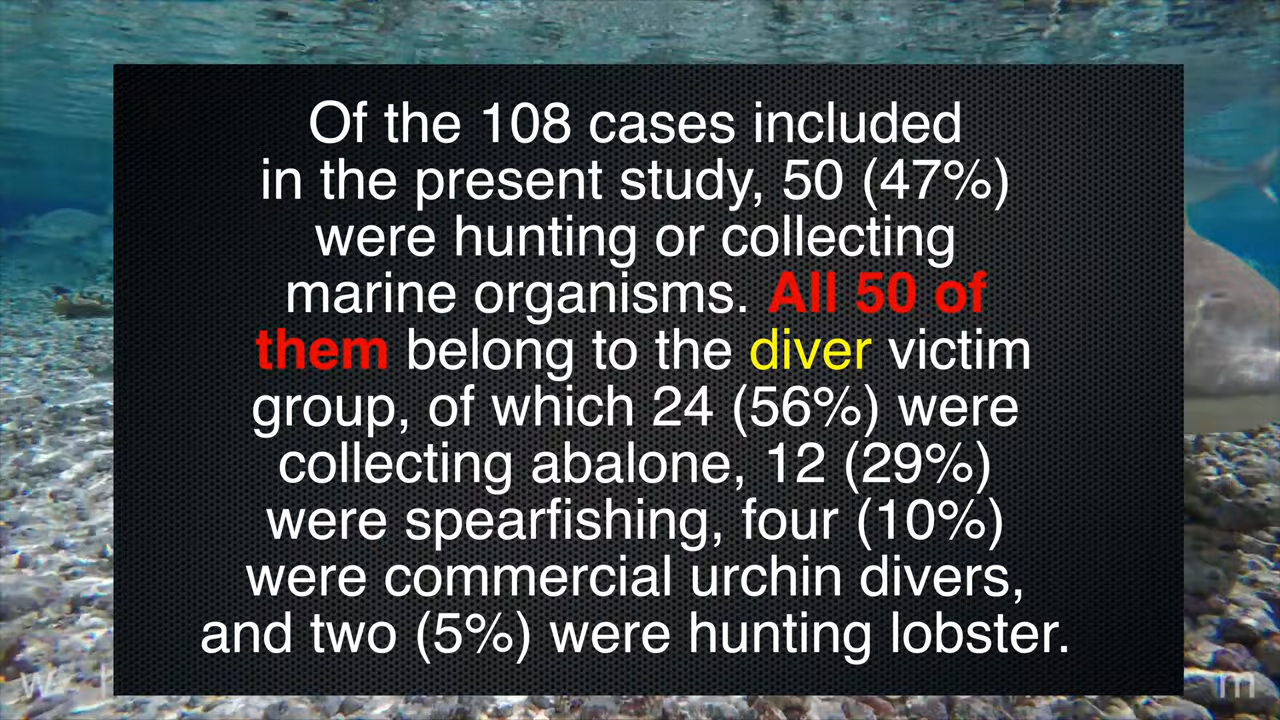 Of the 108 cases included
in the present study, 50 (47%)
were hunting or collecting
marine organisms. All 50 of
them belong to the diver victim
group, of which 24 (56%) were
collecting abalone, 12 (29%)
were spearfishing, four (10%)
were commercial urchin divers,
and two (5%) were hunting lobster.